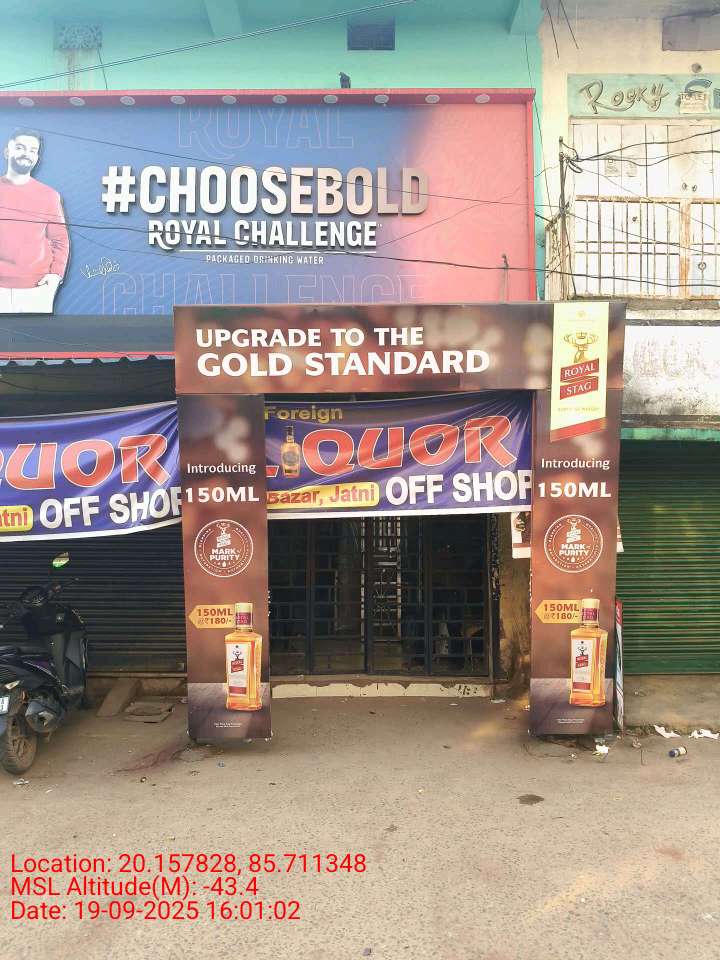 ROYAL
#CHOOSEBOLD
ROYAL CHALLENGE
PACKAGED DRINKING WATER
CHALLENGE
Rocky
UPGRADE TO THE
GOLD STANDARD
ROYAL
STAG
Foreign
LIQUOR
Bazar, Jatni OFF SHOP
QUOR
atni OFF SHOP
Introducing
150ML
MARK OF
PURITY
150ML
@₹180/-
Introducing
150ML
MARK OF
PURITY
150ML
@₹180/-
Location: 20.157828, 85.711348
MSL Altitude(M): -43.4
Date: 19-09-2025 16:01:02